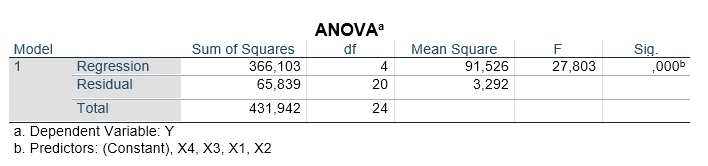 ANOVAa
Model Sum of Squares df Mean Square F Sig.
1 Regression 366,103 4 91,526 27,803 ,000b
Residual 65,839 20 3,292
Total 431,942 24
a. Dependent Variable: Y
b. Predictors: (Constant), X4, X3, X1, X2